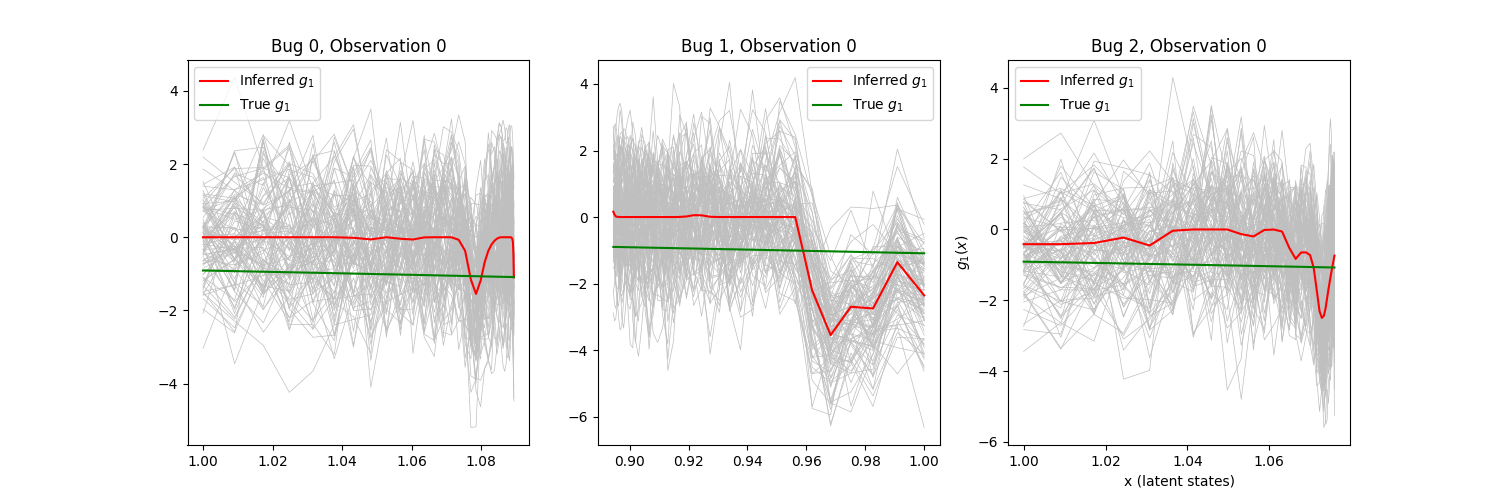 Bug 0, Observation 0
Inferred g₁
True g₁
4
2
0
−2
−4
1.00 1.02 1.04 1.06 1.08
Bug 1, Observation 0
Inferred g₁
True g₁
4
2
0
−2
−4
−6
0.90 0.92 0.94 0.96 0.98 1.00
Bug 2, Observation 0
Inferred g₁
True g₁
g₁(x)
4
2
0
−2
−4
−6
1.00 1.02 1.04 1.06
x (latent states)